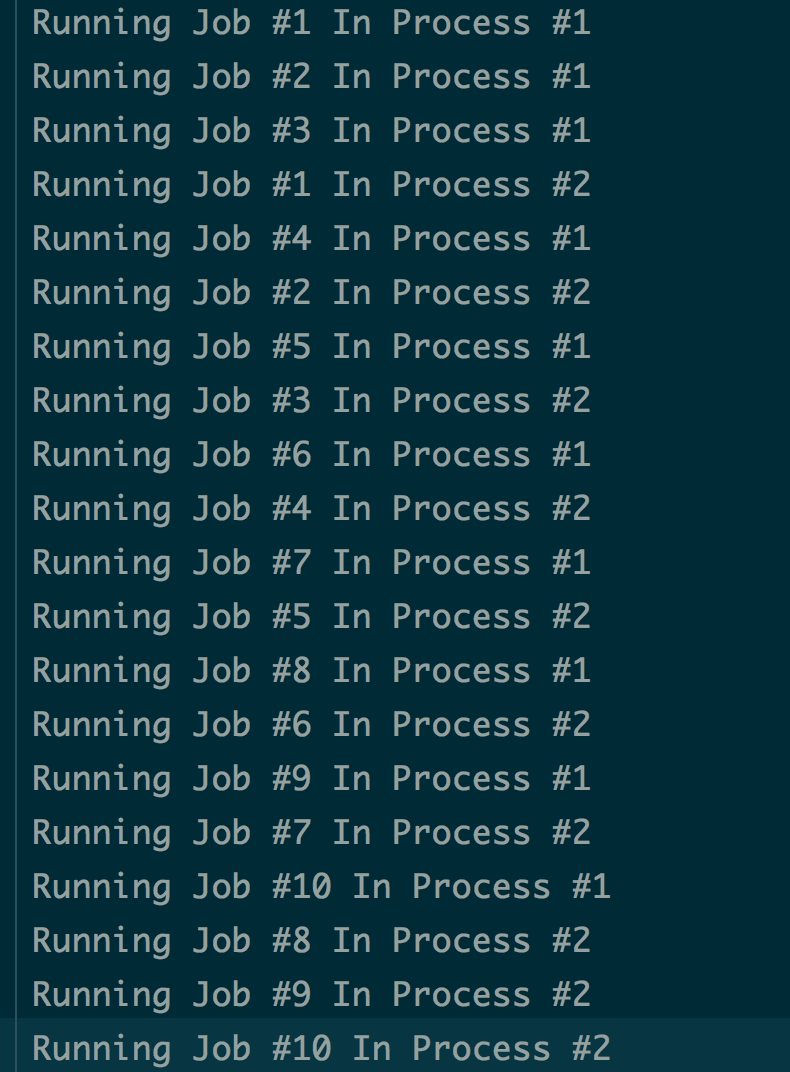 Running Job #1 In Process #1
Running Job #2 In Process #1
Running Job #3 In Process #1
Running Job #1 In Process #2
Running Job #4 In Process #1
Running Job #2 In Process #2
Running Job #5 In Process #1
Running Job #3 In Process #2
Running Job #6 In Process #1
Running Job #4 In Process #2
Running Job #7 In Process #1
Running Job #5 In Process #2
Running Job #8 In Process #1
Running Job #6 In Process #2
Running Job #9 In Process #1
Running Job #7 In Process #2
Running Job #10 In Process #1
Running Job #8 In Process #2
Running Job #9 In Process #2
Running Job #10 In Process #2